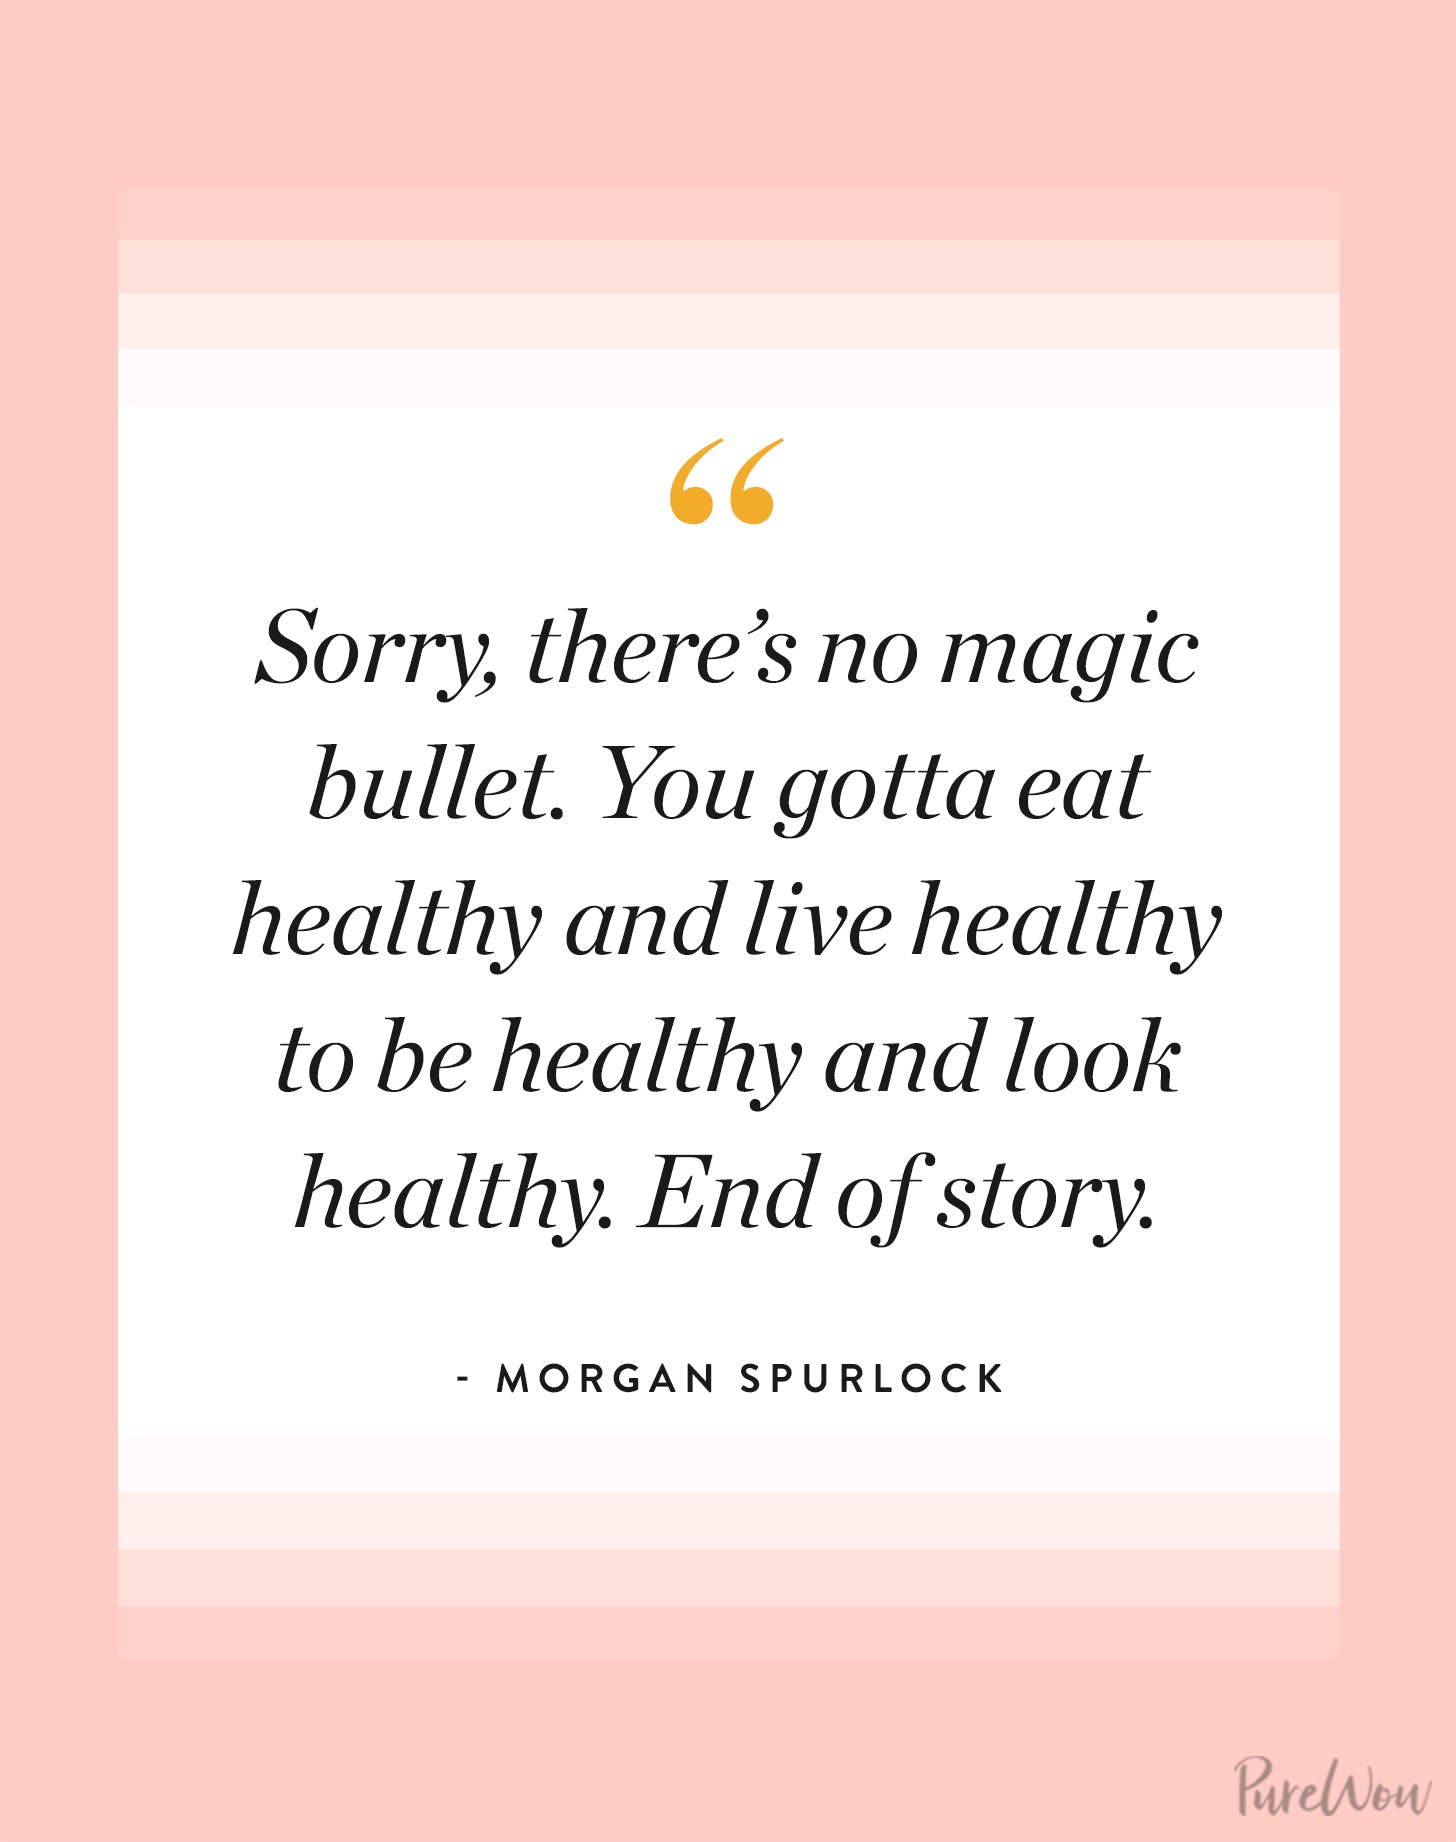 “
Sorry, there’s no magic
bullet. You gotta eat
healthy and live healthy
to be healthy and look
healthy. End of story.
- MORGAN SPURLOCK
PureWow